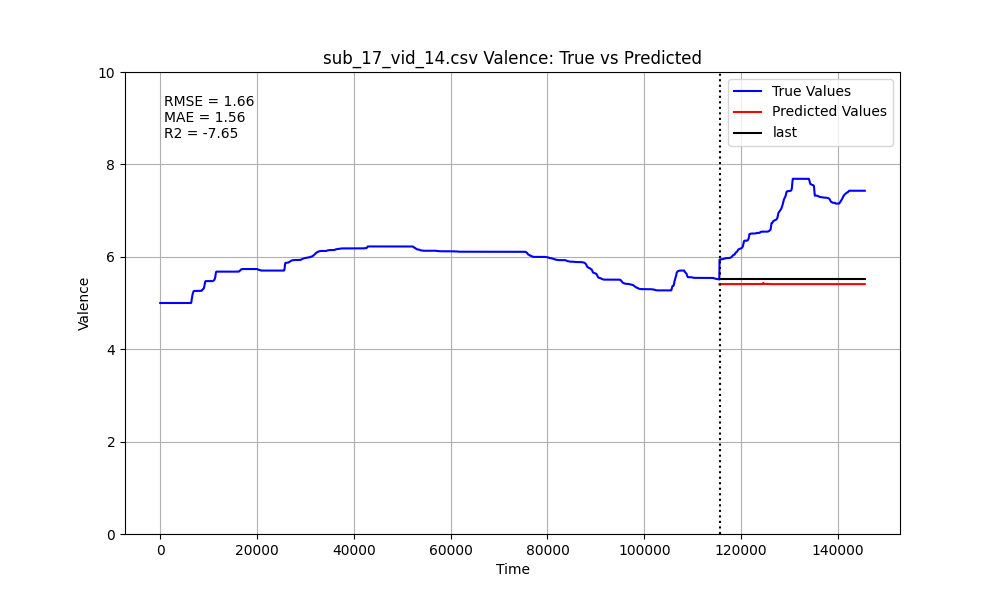 sub_17_vid_14.csv Valence: True vs Predicted
RMSE = 1.66
MAE = 1.56
R2 = -7.65
True Values
Predicted Values
last
Valence
10
8
6
4
2
0
0 20000 40000 60000 80000 100000 120000 140000
Time